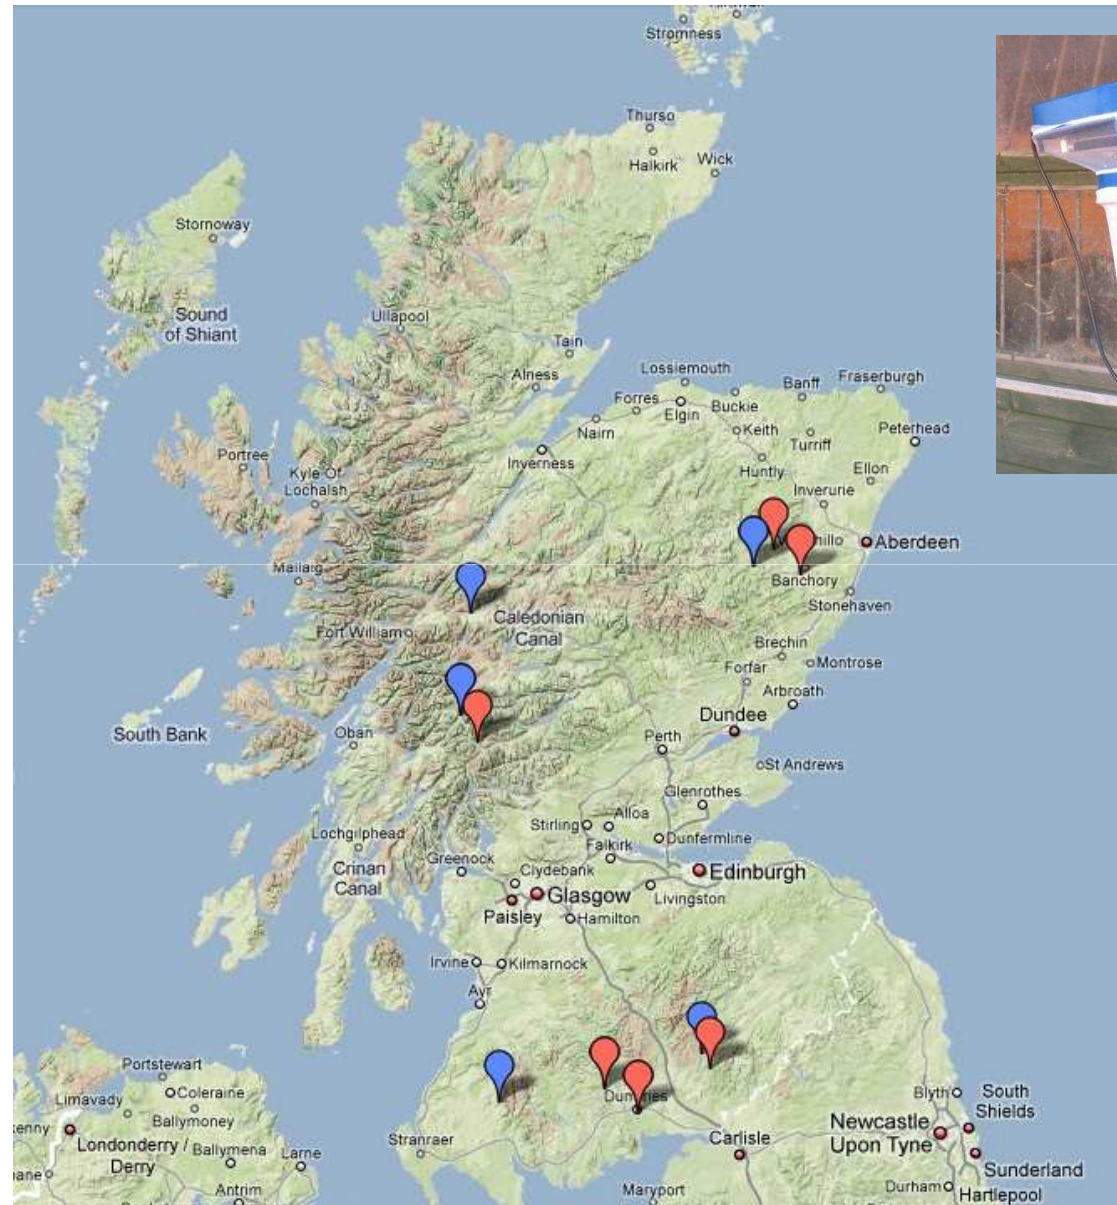 Stromness
Thurso
Halkirk
Wick
Stornoway
Sound
of Shiant
Ullapool
Tain
Alness
Lossiemouth
Banff
Fraserburgh
Forres
Elgin
Buckie
Nairn
Keith
Turriff
Peterhead
Portree
Kyle Of
Lochalsh
Inverness
Huntly
Ellon
Inverurie
Aberdeen
Mallaig
Banchory
Stonehaven
Caledonian
Canal
Fort William
Brechin
Forfar
Montrose
Arbroath
Dundee
South Bank
Oban
Perth
St Andrews
Glenrothes
Stirling
Alloa
Lochgilphead
Dunfermline
Falkirk
Crinan
Canal
Greenock
Clydebank
Edinburgh
Glasgow
Livingston
Paisley
Hamilton
Irvine
Kilmarnock
Ayr
Portstewart
Coleraine
Limavady
Dumfries
Ballymoney
Blyth
South
Shields
Newcastle
Upon Tyne
Londonderry /
Derry
Ballymena
Larne
Stranraer
Carlisle
Sunderland
Antrim
Maryport
Durham
Hartlepool